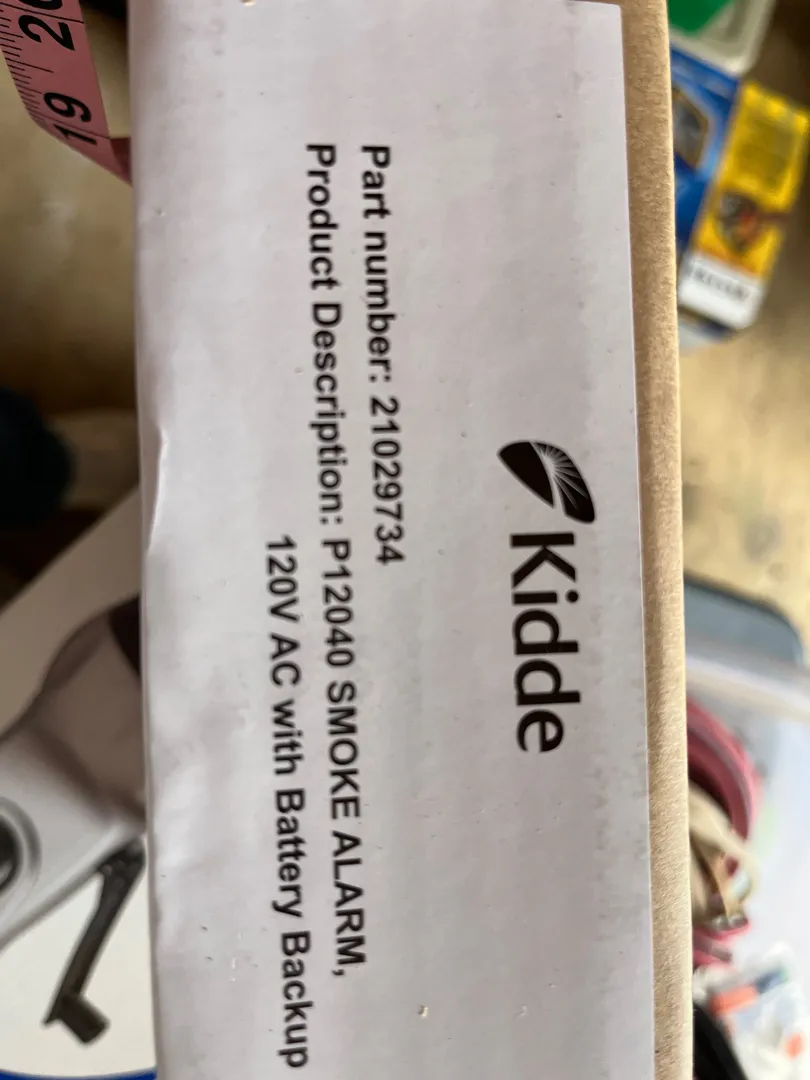 Kidde
Part number: 21029734
Product Description: P12040 SMOKE ALARM,
120V AC with Battery Backup